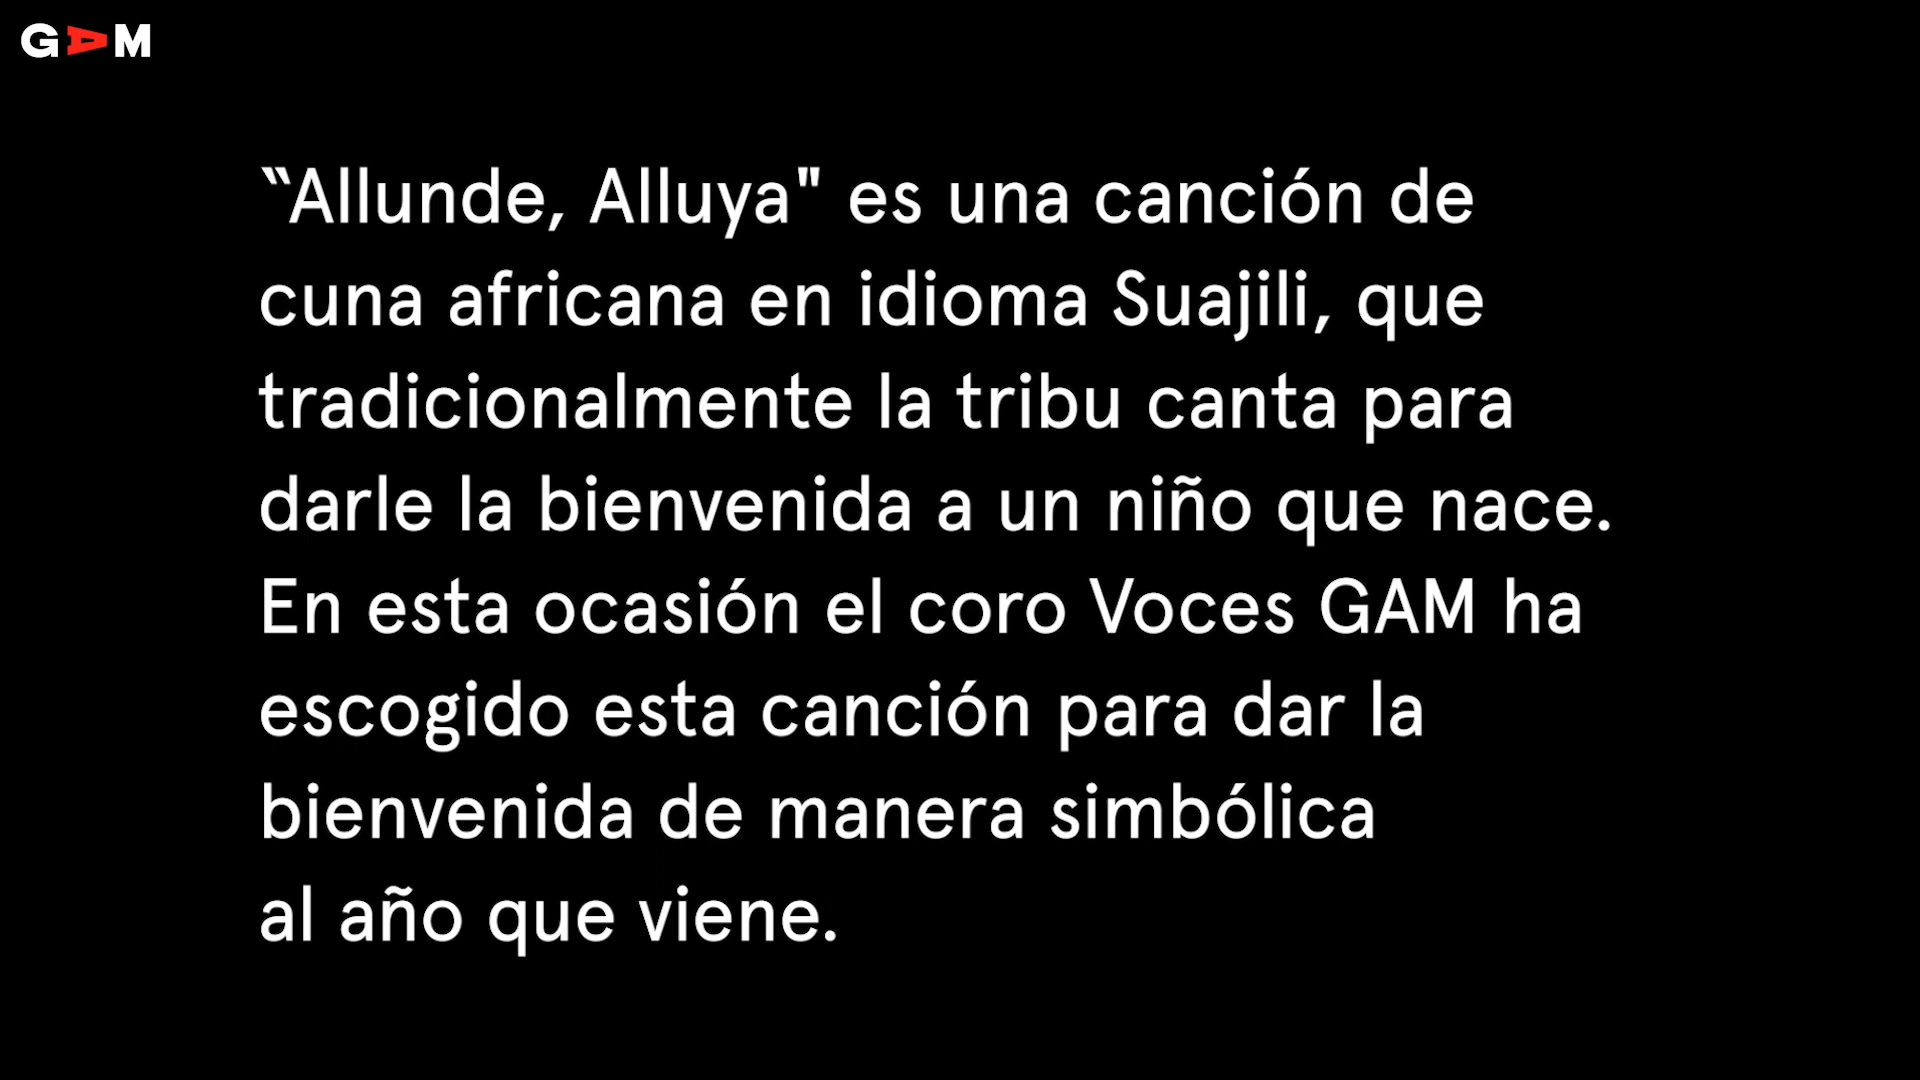 GAM
“Allunde, Alluya" es una canción de
cuna africana en idioma Suajili, que
tradicionalmente la tribu canta para
darle la bienvenida a un niño que nace.
En esta ocasión el coro Voces GAM ha
escogido esta canción para dar la
bienvenida de manera simbólica
al año que viene.